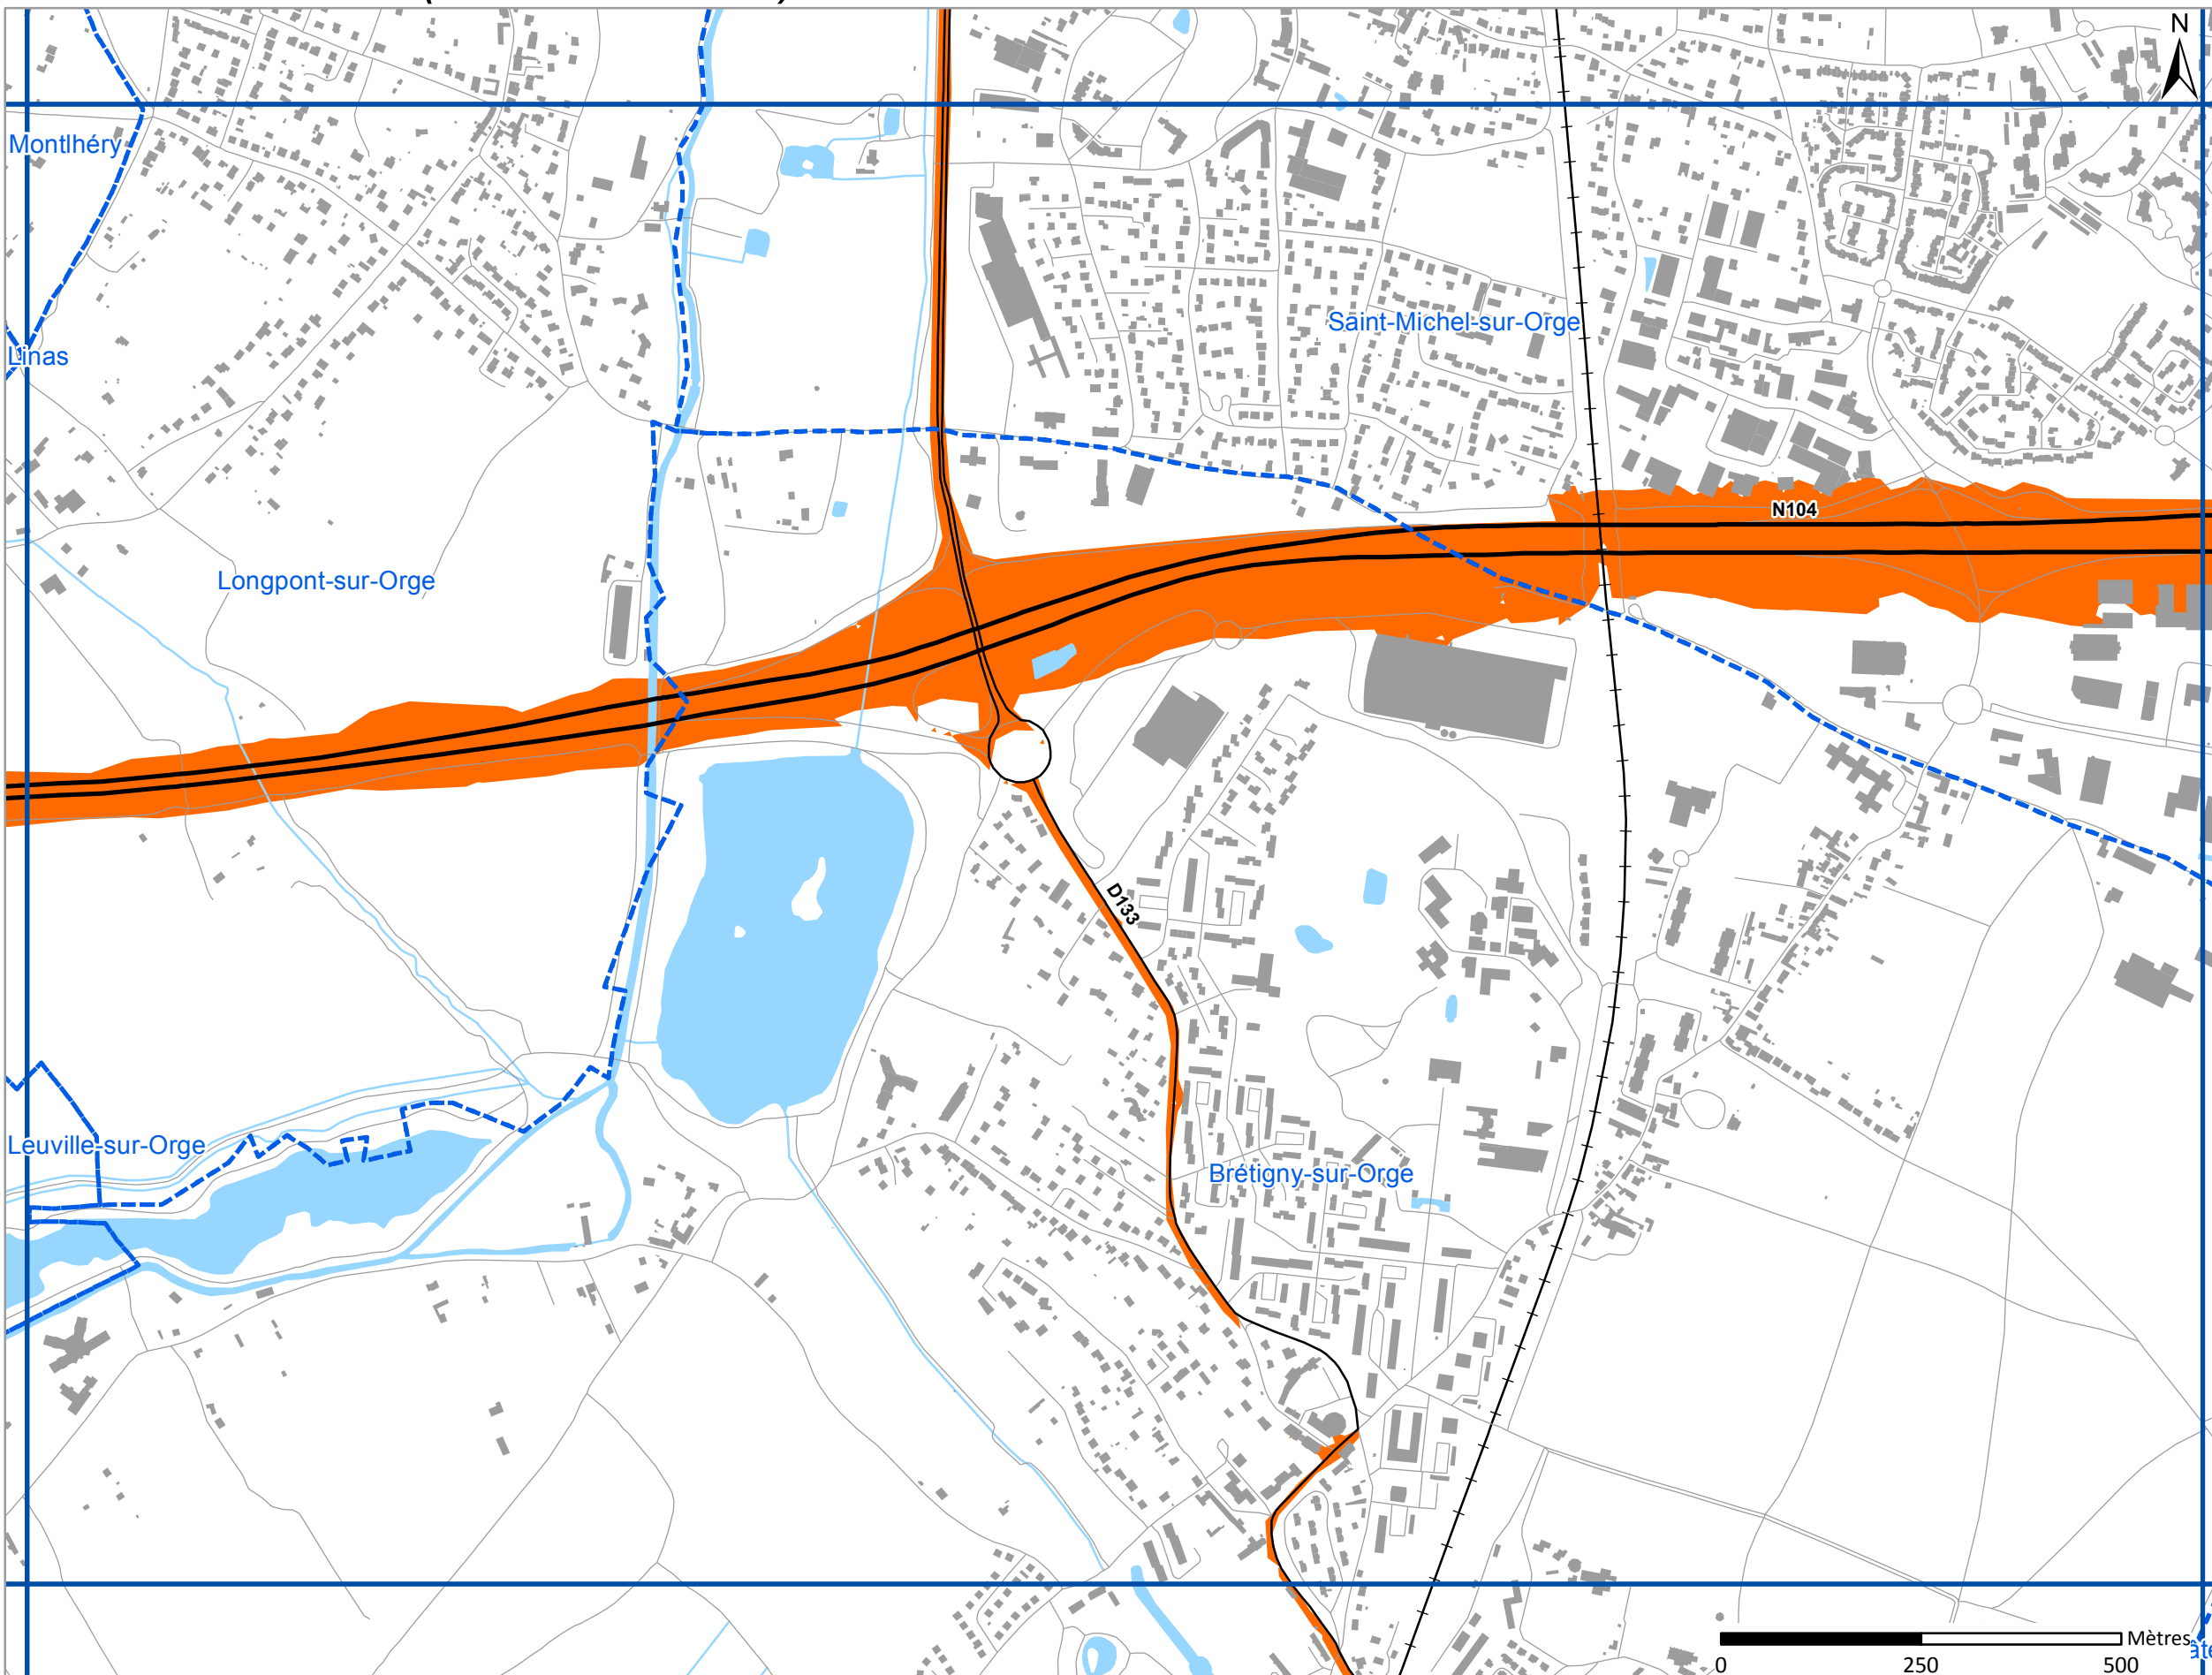 N
Montlhéry
Saint-Michel-sur-Orge
Linas
N104
Longpont-sur-Orge
D133
Leuville-sur-Orge
Brétigny-sur-Orge
Mètres
0 250 500